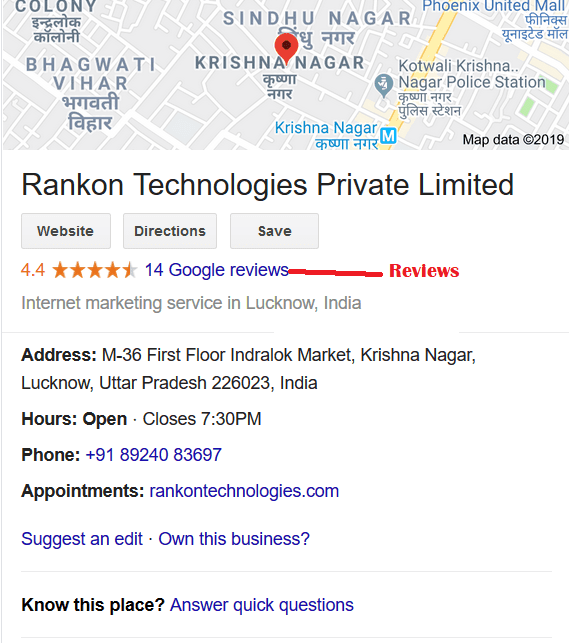 COLONY
इन्द्रलोक
कॉलोनी
SINDHU NAGAR
सिंधु नगर
Phoenix United Mall
फीनिक्स
यूनाइटेड मॉल
BHAGWATI
VIHAR
भागवती
विहार
KRISHNA NAGAR
कृष्णा
नगर
Kotwali Krishna..
Nagar Police Station
कृष्णा नगर
पुलिस स्टेशन
Krishna Nagar M
कृष्णा नगर
Map data ©2019
Rankon Technologies Private Limited
Website Directions Save
4.4 14 Google reviews Reviews
Internet marketing service in Lucknow, India
Address: M-36 First Floor Indralok Market, Krishna Nagar,
Lucknow, Uttar Pradesh 226023, India
Hours: Open · Closes 7:30PM
Phone: +91 89240 83697
Appointments: rankontechnologies.com
Suggest an edit · Own this business?
Know this place? Answer quick questions